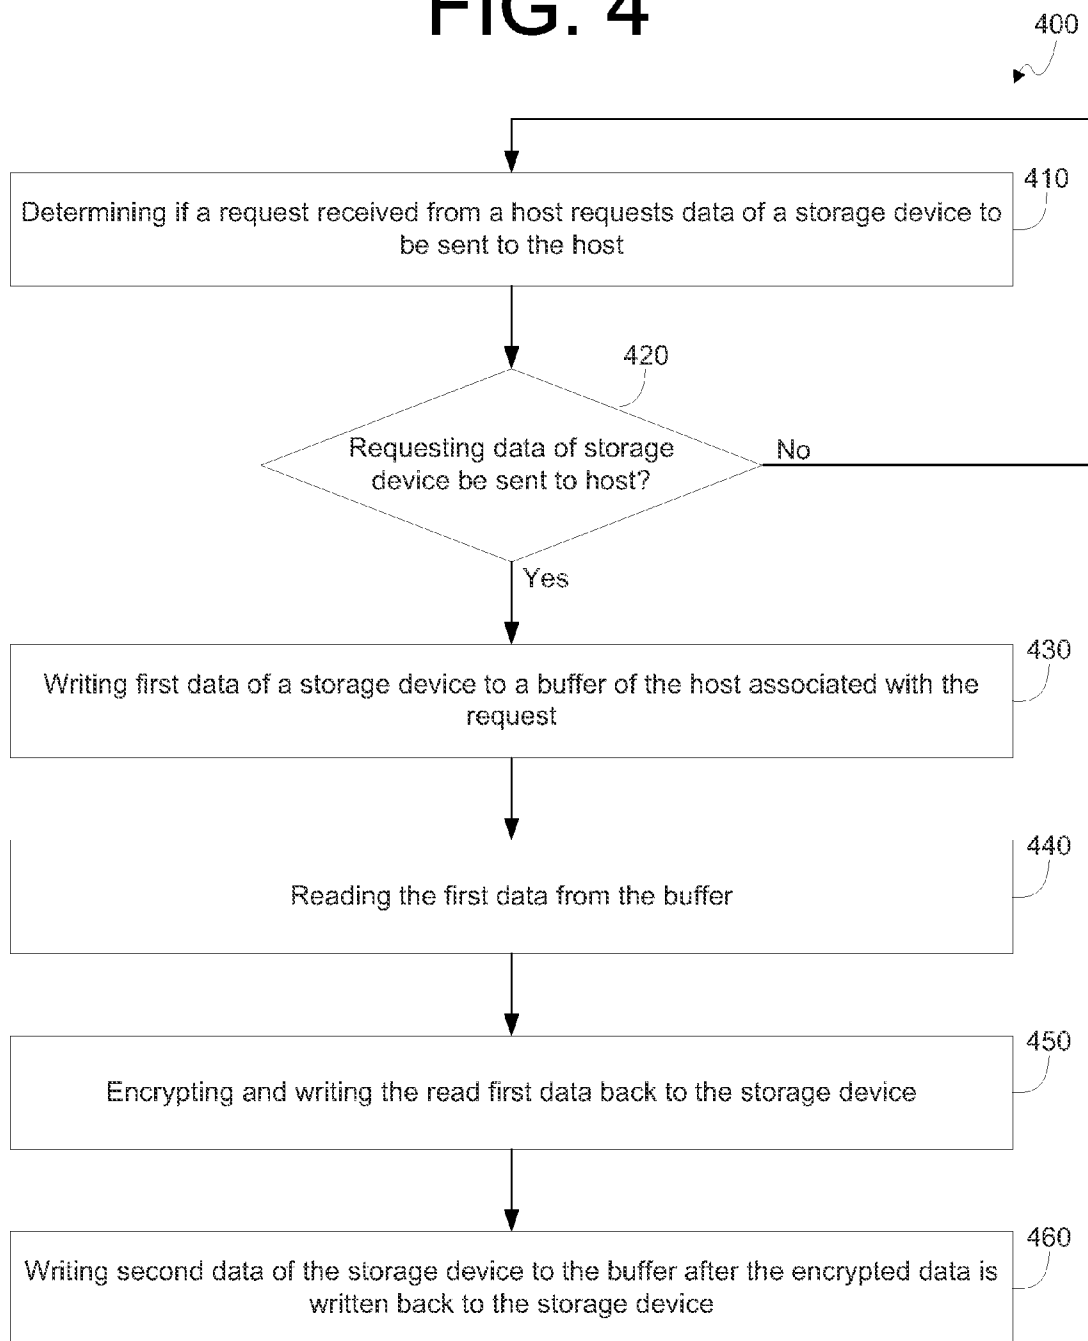 FIG. 4
400
410
Determining if a request received from a host requests data of a storage device to
be sent to the host
420
Requesting data of storage
device be sent to host?
No
Yes
430
Writing first data of a storage device to a buffer of the host associated with the
request
440
Reading the first data from the buffer
450
Encrypting and writing the read first data back to the storage device
460
Writing second data of the storage device to the buffer after the encrypted data is
written back to the storage device